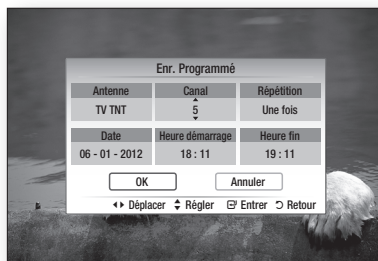 Enr. Programmé
Antenne Canal Répétition
TV TNT 5 Une fois
Date Heure démarrage Heure fin
06 - 01 - 2012 18 : 11 19 : 11
OK Annuler
Déplacer Régler Entrer Retour